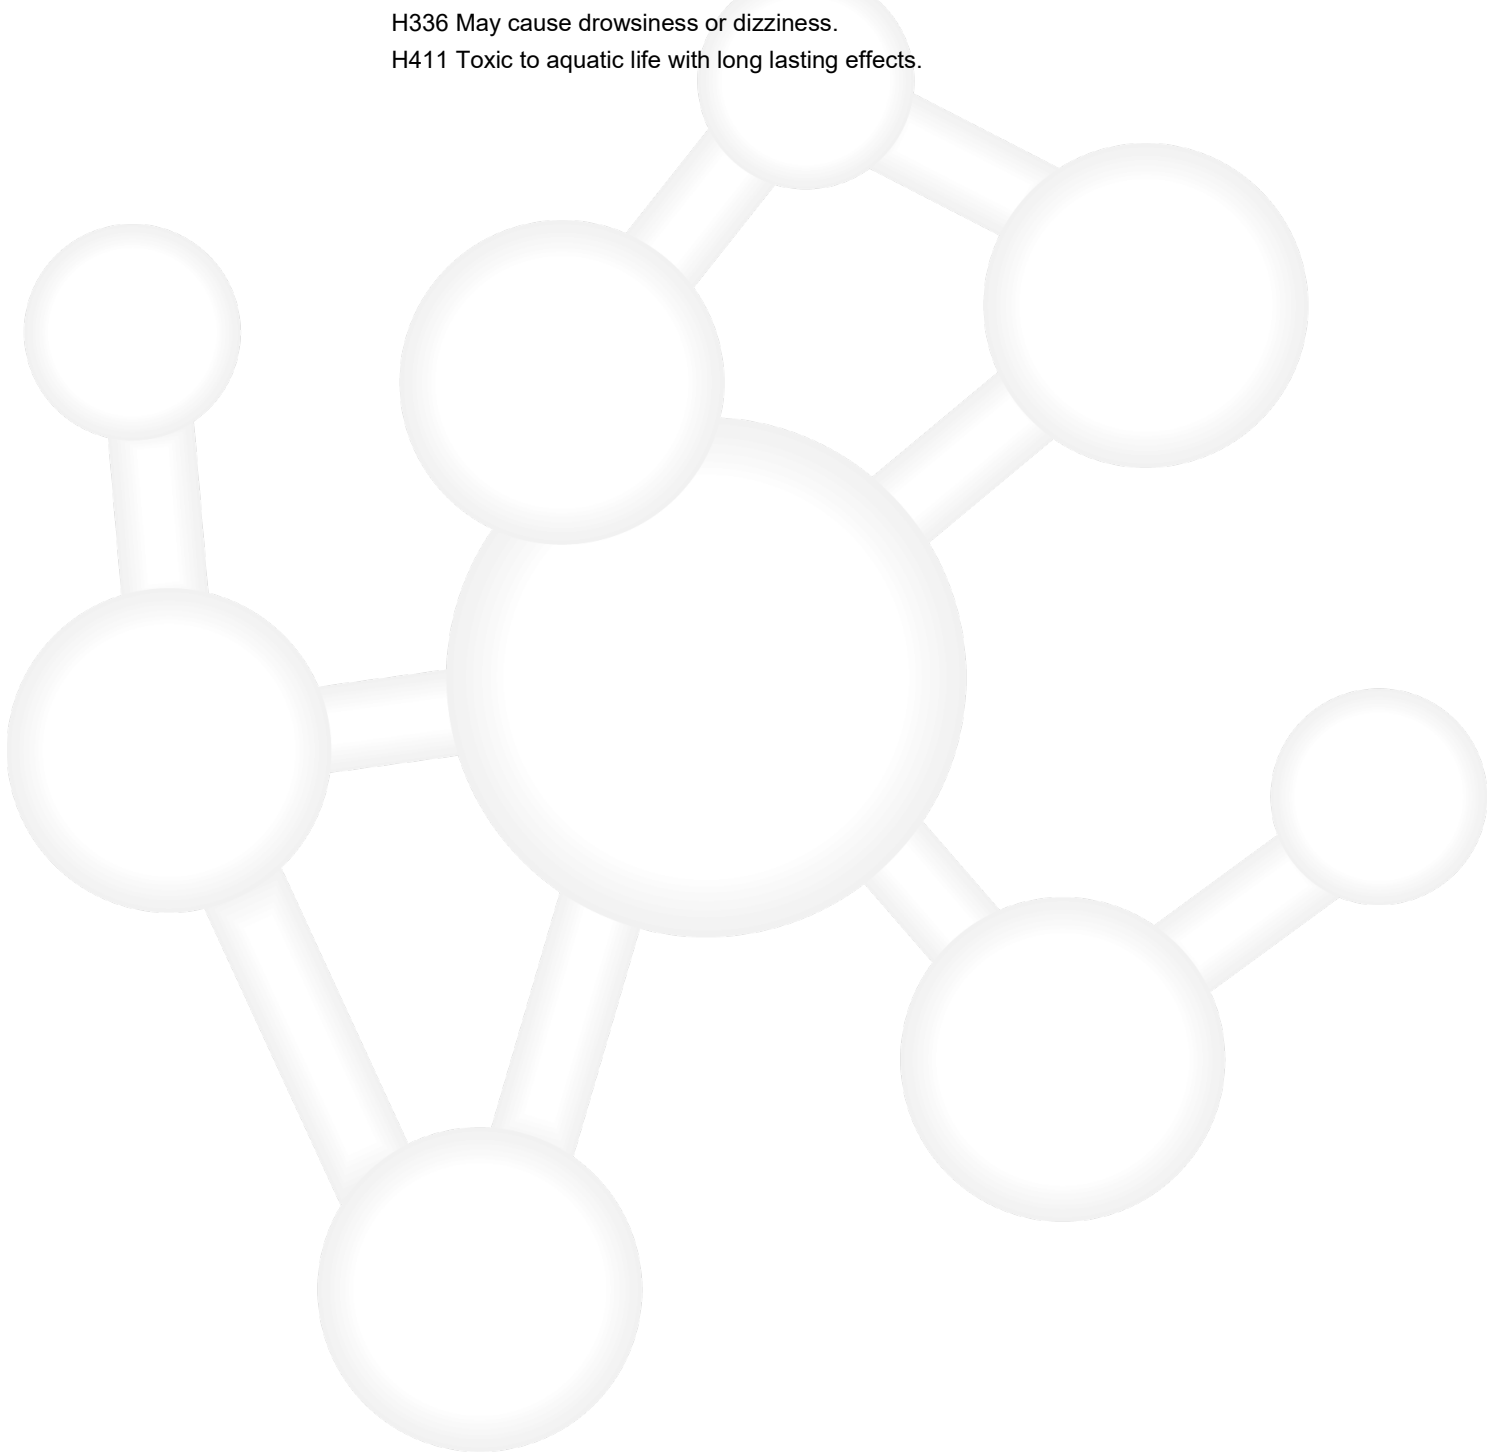 H336 May cause drowsiness or dizziness.
H411 Toxic to aquatic life with long lasting effects.